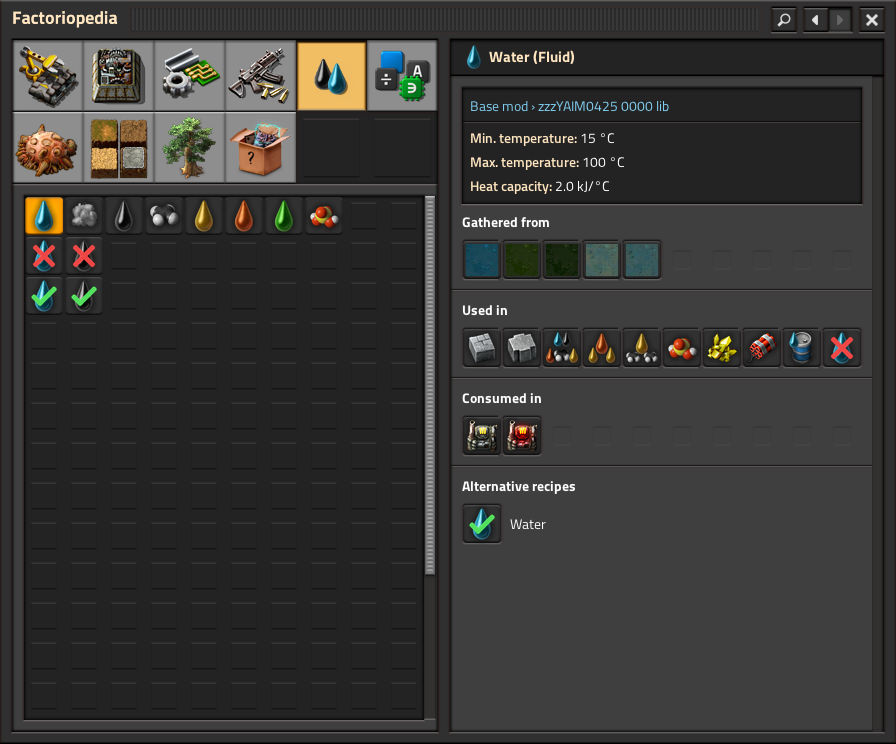 Factoriopedia
÷
A
Э
?
Water (Fluid)
Base mod › zzzYAIM0425 0000 lib
Min. temperature: 15 °C
Max. temperature: 100 °C
Heat capacity: 2.0 kJ/°C
Gathered from
Used in
Consumed in
Alternative recipes
Water